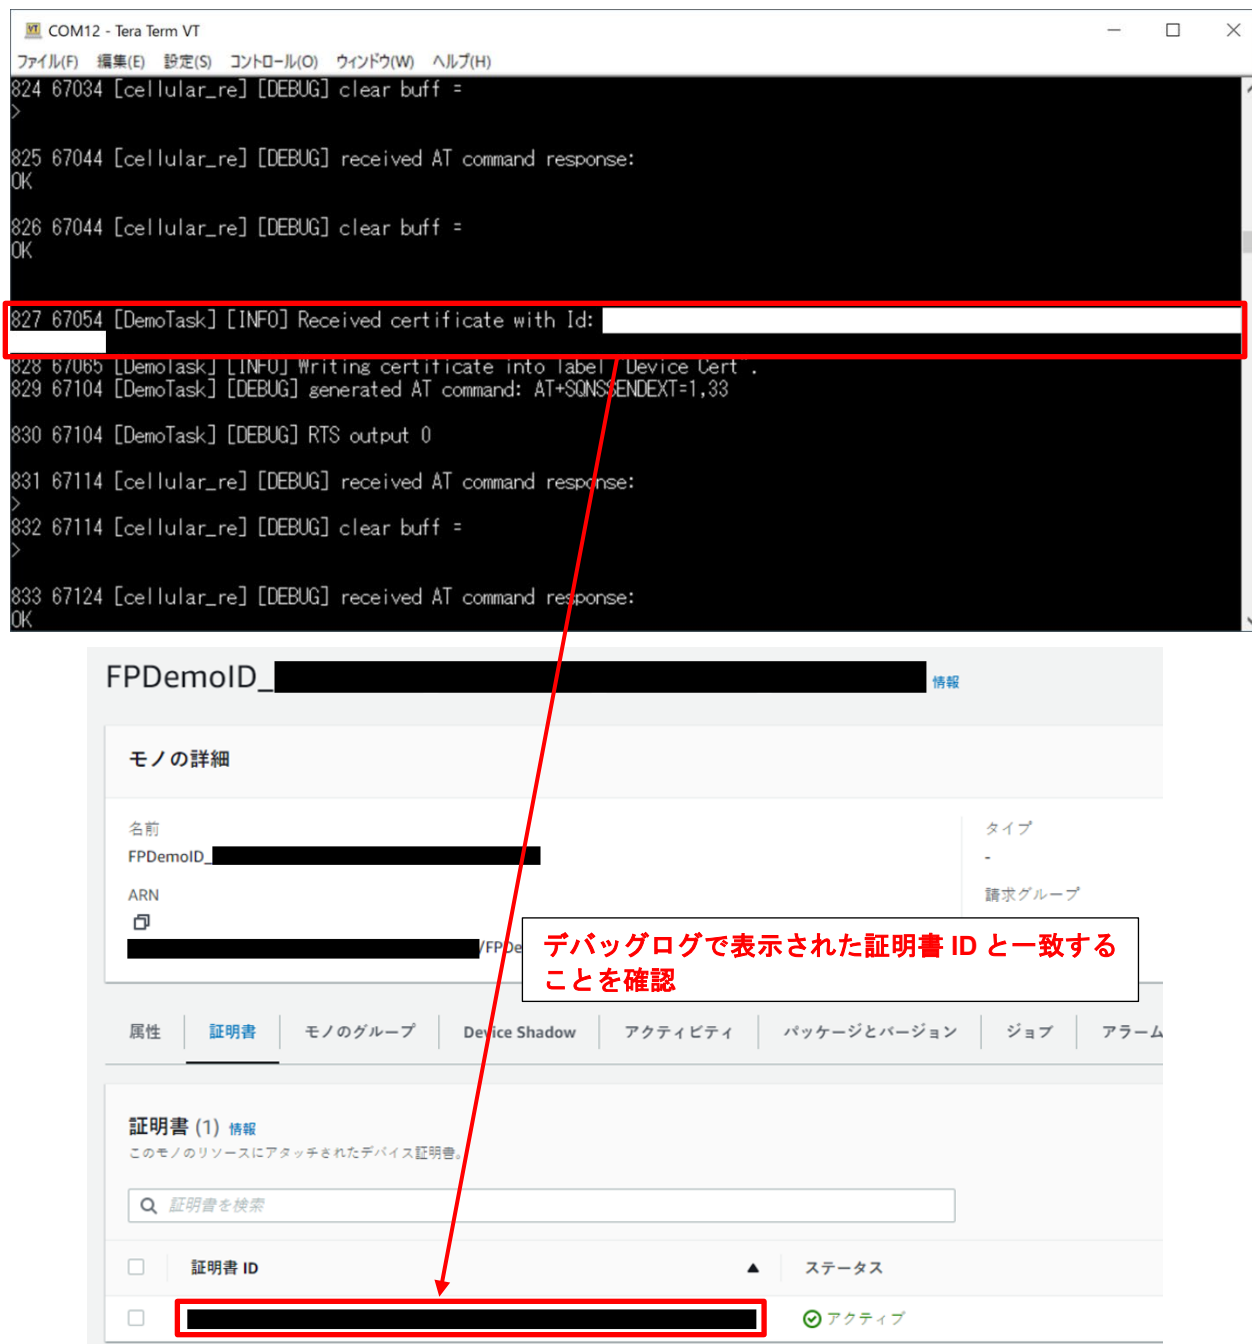 COM12 - Tera Term VT
ファイル(F) 編集(E) 設定(S) コントロール(O) ウィンドウ(W) ヘルプ(H)
824 67034 [cellular_re] [DEBUG] clear buff =
>
825 67044 [cellular_re] [DEBUG] received AT command response:
OK
826 67044 [cellular_re] [DEBUG] clear buff =
OK
827 67054 [DemoTask] [INFO] Received certificate with Id:
828 67065 [DemoTask] [INFO] Writing certificate into label "Device Cert".
829 67104 [DemoTask] [DEBUG] generated AT command: AT+SQNSSENDEXT=1,33
830 67104 [DemoTask] [DEBUG] RTS output 0
831 67114 [cellular_re] [DEBUG] received AT command response:
>
832 67114 [cellular_re] [DEBUG] clear buff =
>
833 67124 [cellular_re] [DEBUG] received AT command response:
OK
FPDemoID_ 情報
モノの詳細
名前
FPDemoID_
タイプ
-
ARN
請求グループ
/FPDe
デバッグログで表示された証明書 ID と一致する
ことを確認
属性 証明書 モノのグループ Device Shadow アクティビティ パッケージとバージョン ジョブ アラーム
証明書 (1) 情報
このモノのリソースにアタッチされたデバイス証明書。
証明書を検索
証明書 ID ステータス
アクティブ